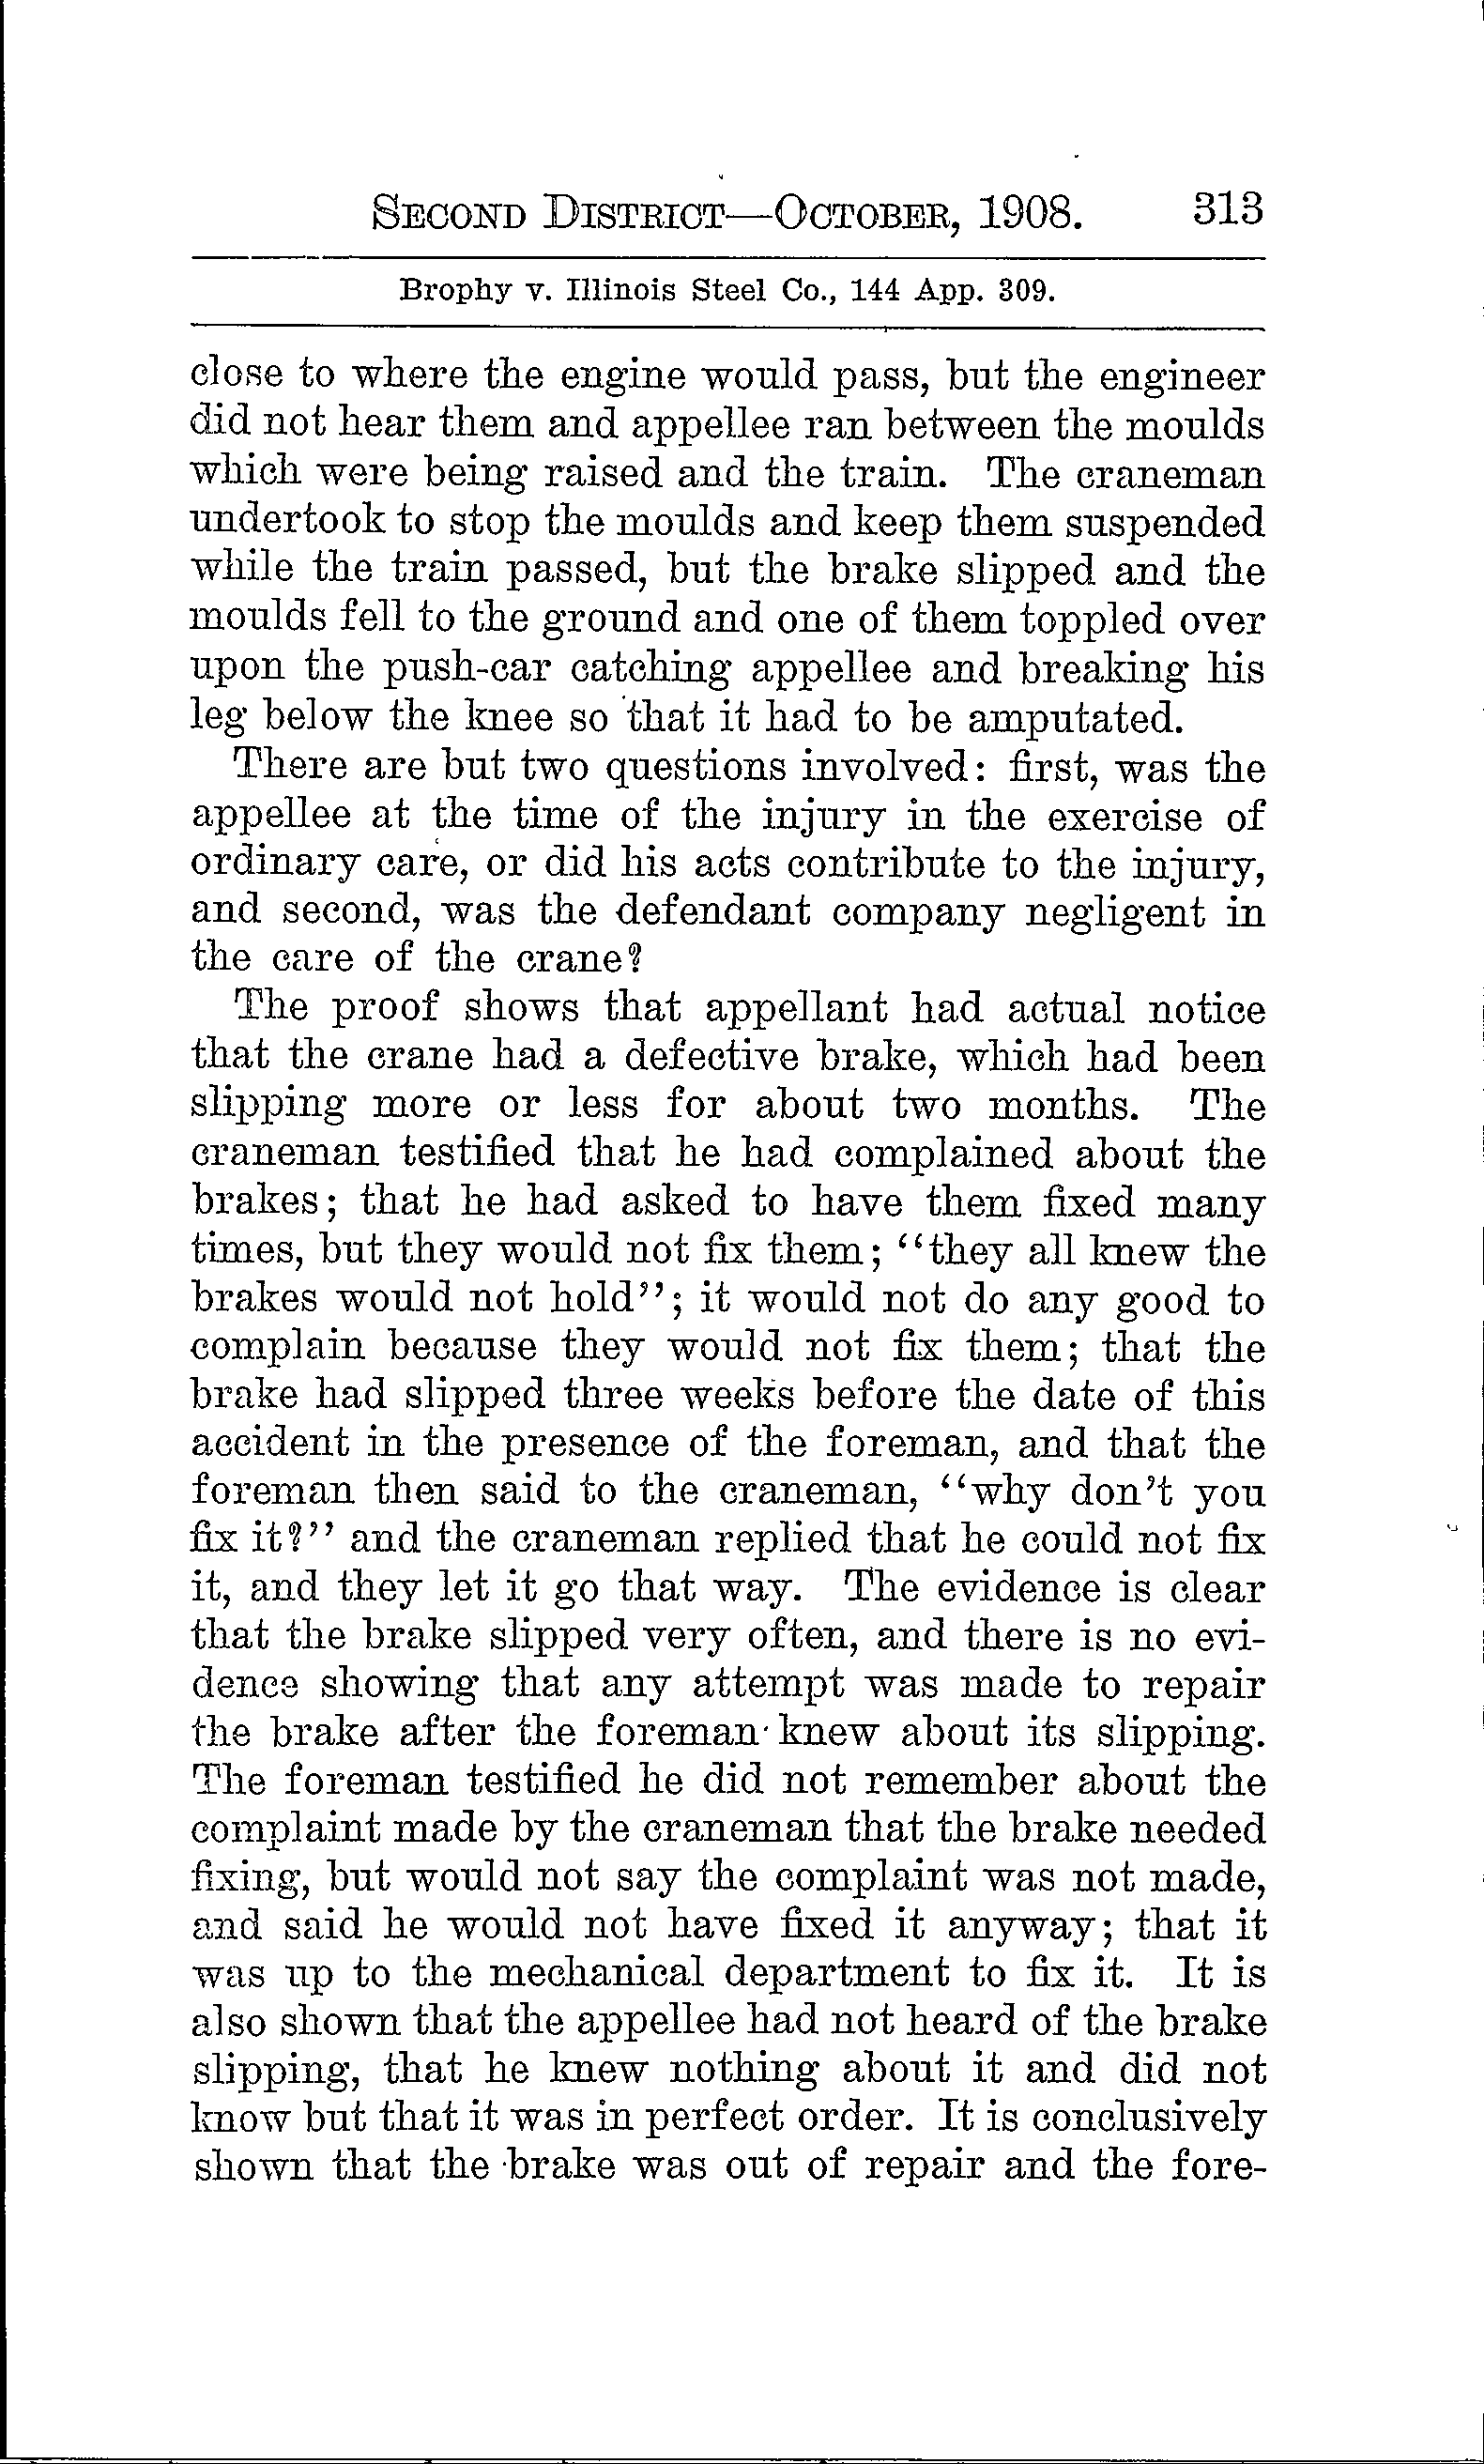 SECOND DISTRICT—OCTOBER, 1908. 313
Brophy v. Illinois Steel Co., 144 App. 309.
close to where the engine would pass, but the engineer
did not hear them and appellee ran between the moulds
which were being raised and the train. The craneman
undertook to stop the moulds and keep them suspended
while the train passed, but the brake slipped and the
moulds fell to the ground and one of them toppled over
upon the push-car catching appellee and breaking his
leg below the knee so that it had to be amputated.
There are but two questions involved: first, was the
appellee at the time of the injury in the exercise of
ordinary care, or did his acts contribute to the injury,
and second, was the defendant company negligent in
the care of the crane?
The proof shows that appellant had actual notice
that the crane had a defective brake, which had been
slipping more or less for about two months. The
craneman testified that he had complained about the
brakes; that he had asked to have them fixed many
times, but they would not fix them; "they all knew the
brakes would not hold"; it would not do any good to
complain because they would not fix them; that the
brake had slipped three weeks before the date of this
accident in the presence of the foreman, and that the
foreman then said to the craneman, "why don't you
fix it?" and the craneman replied that he could not fix
it, and they let it go that way. The evidence is clear
that the brake slipped very often, and there is no evi-
dence showing that any attempt was made to repair
the brake after the foreman knew about its slipping.
The foreman testified he did not remember about the
complaint made by the craneman that the brake needed
fixing, but would not say the complaint was not made,
and said he would not have fixed it anyway; that it
was up to the mechanical department to fix it. It is
also shown that the appellee had not heard of the brake
slipping, that he knew nothing about it and did not
know but that it was in perfect order. It is conclusively
shown that the brake was out of repair and the fore-